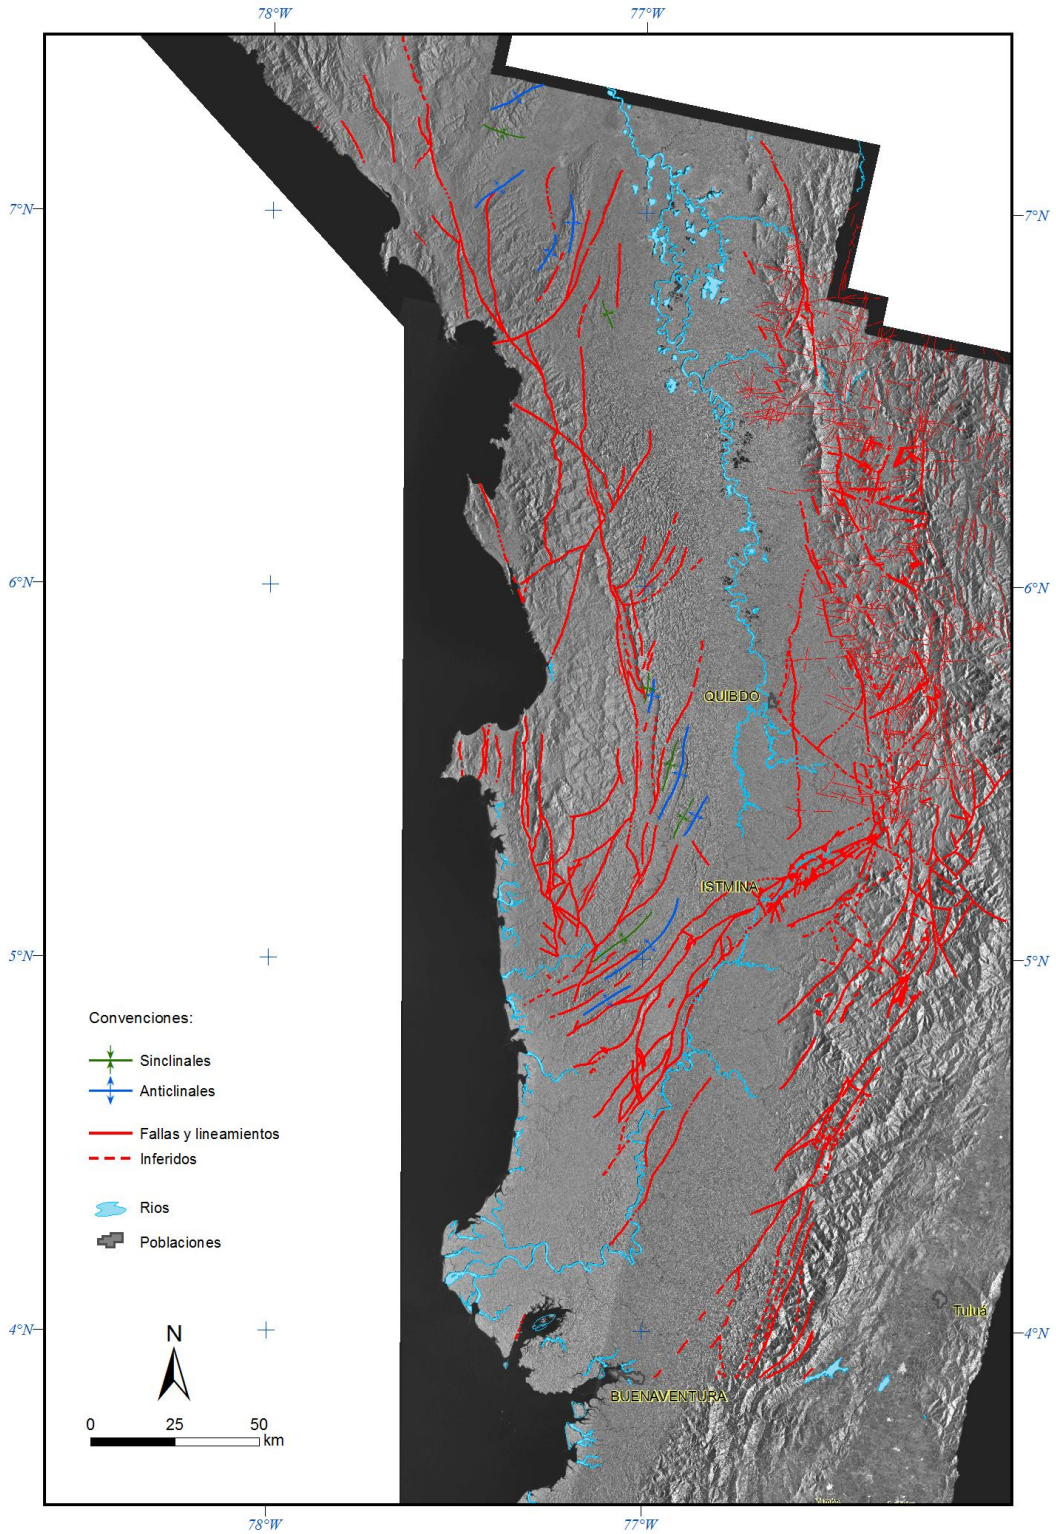 78°W 77°W
7°N 7°N
6°N 6°N
QUIBDO
ISTMINA
5°N 5°N
Convenciones:
Sinclinales
Anticlinales
Fallas y lineamientos
Inferidos
Rios
Poblaciones
Tuluá
N
4°N 4°N
BUENAVENTURA
0 25 50
km
78°W 77°W